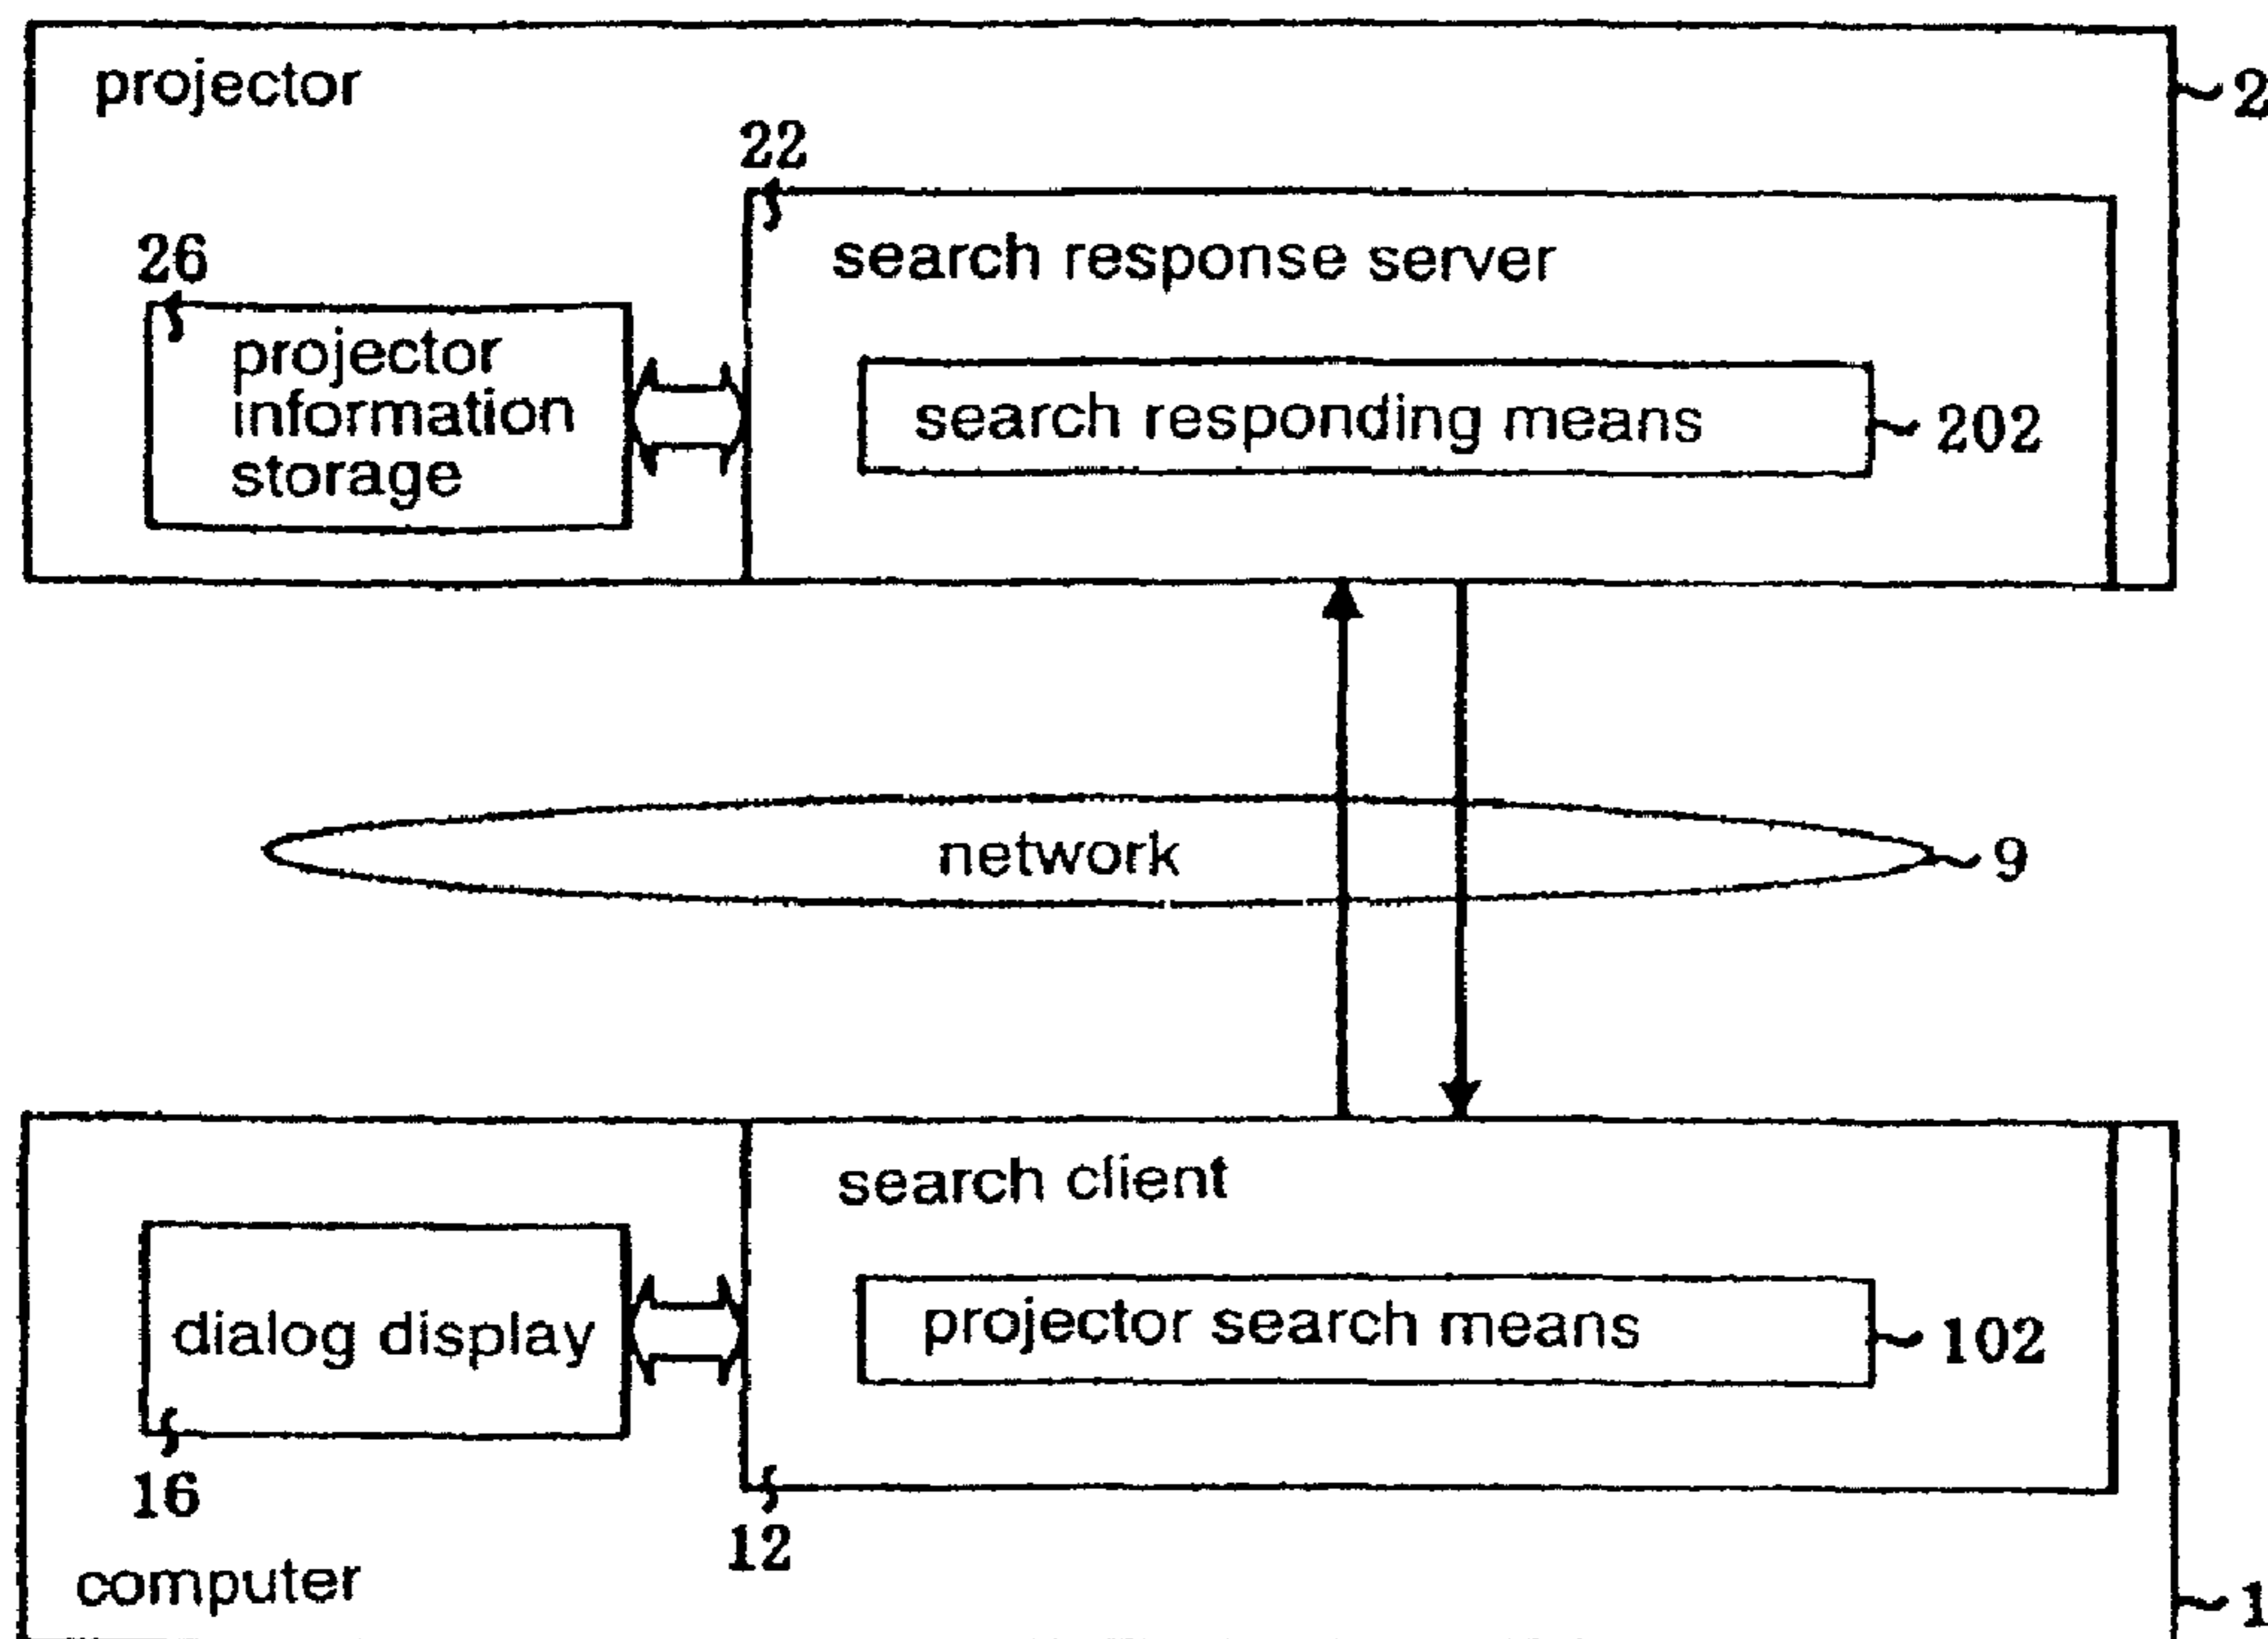 projector
2
22
search response server
26
projector
information
storage
search responding means
202
network
9
search client
dialog display
projector search means
102
16
12
computer
1